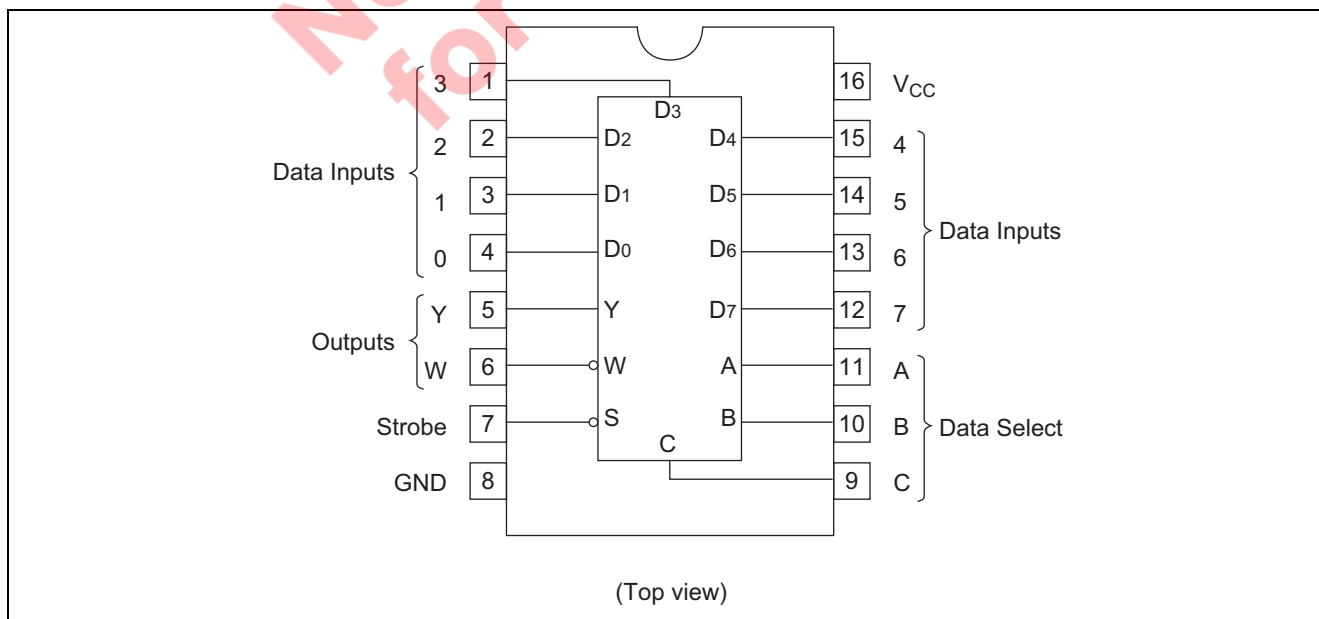 3 1 D3 16 VCC
2 2 D2 D4 15 4
Data Inputs
1 3 D1 D5 14 5
0 4 D0 D6 13 6
Data Inputs
Y 5 Y D7 12 7
Outputs
W 6 W A 11 A
Strobe 7 S B 10 B
Data Select
GND 8 C 9 C
(Top view)
for